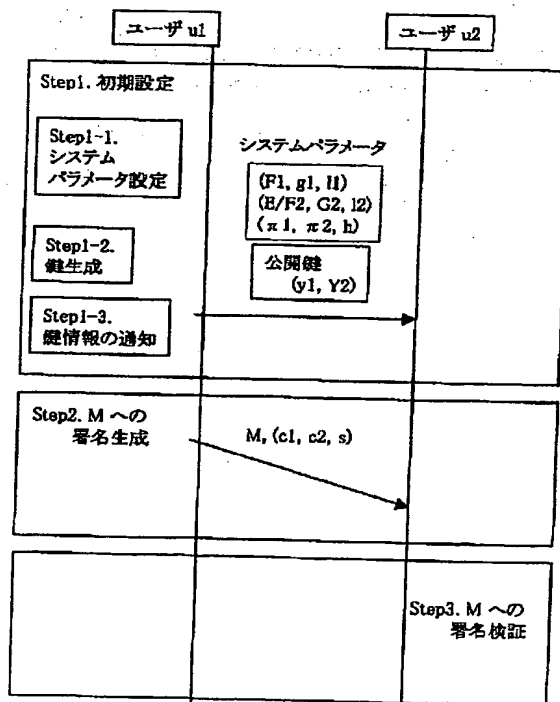 ユーザ u1
ユーザ u2
Step1. 初期設定
Step1-1.
システム
パラメータ設定
システムパラメータ
(F1, g1, l1)
(E/F2, G2, l2)
(π1, π2, h)
Step1-2.
鍵生成
公開鍵
(y1, Y2)
Step1-3.
鍵情報の通知
Step2. M への
署名生成
M, (c1, c2, s)
Step3. M への
署名検証